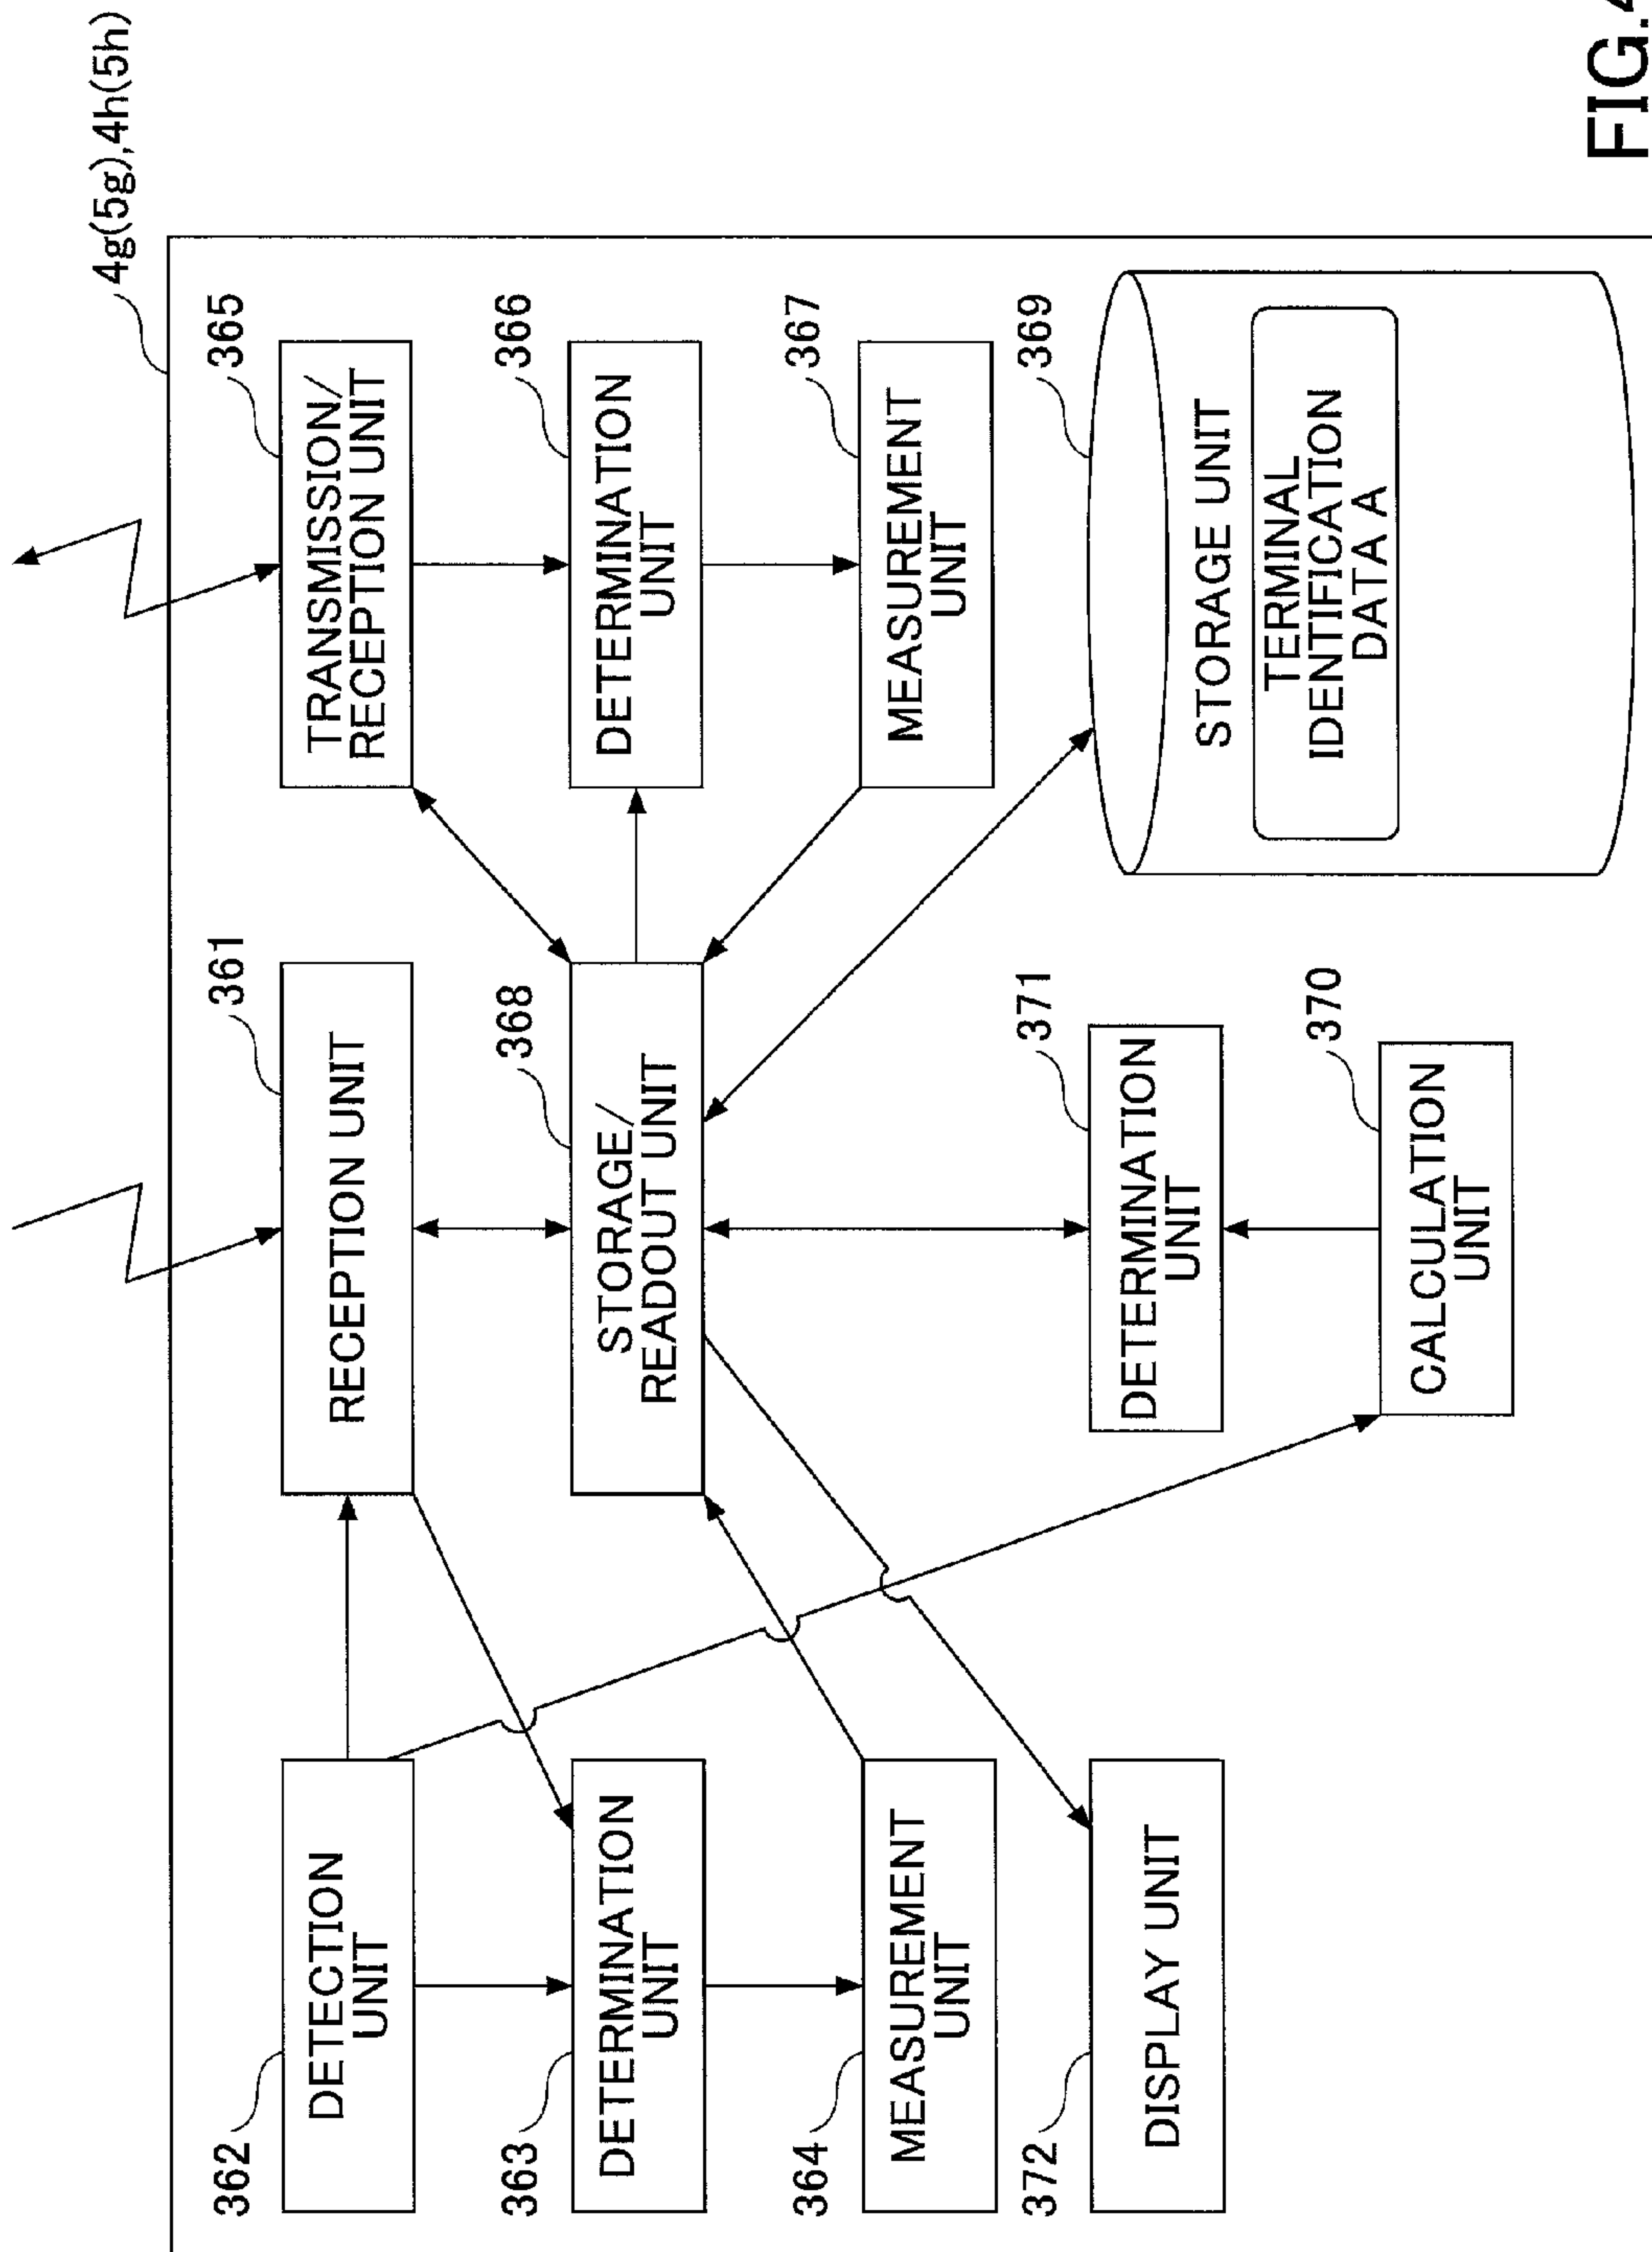 4g(5g),4h(5h)
362
DETECTION
UNIT
361
RECEPTION UNIT
365
TRANSMISSION/
RECEPTION UNIT
363
DETERMINATION
UNIT
368
STORAGE/
READOUT UNIT
366
DETERMINATION
UNIT
364
MEASUREMENT
UNIT
367
MEASUREMENT
UNIT
372
DISPLAY UNIT
371
DETERMINATION
UNIT
369
STORAGE UNIT
TERMINAL
IDENTIFICATION
DATA A
370
CALCULATION
UNIT